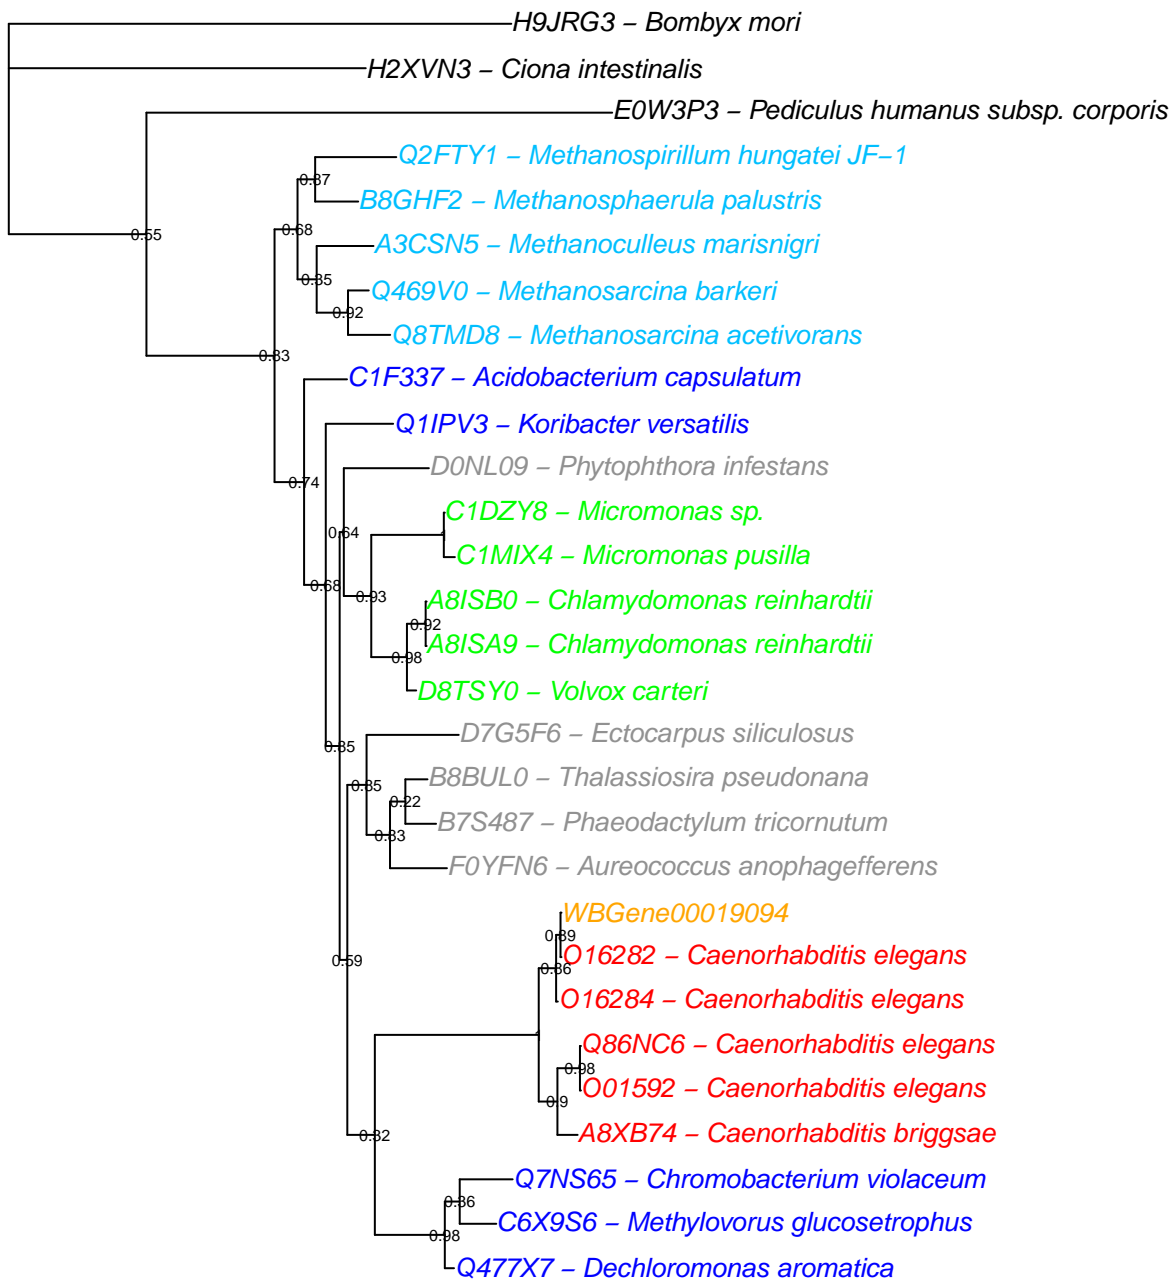 H9JRG3 – Bombyx mori
H2XVN3 – Ciona intestinalis
E0W3P3 – Pediculus humanus subsp. corporis
Q2FTY1 – Methanospirillum hungatei JF−1
0.87
B8GHF2 – Methanosphaerula palustris
0.68
0.55
A3CSN5 – Methanoculleus marisnigri
0.85
Q469V0 – Methanosarcina barkeri
0.92
Q8TMD8 – Methanosarcina acetivorans
0.83
C1F337 – Acidobacterium capsulatum
Q1IPV3 – Koribacter versatilis
D0NL09 – Phytophthora infestans
0.74
C1DZY8 – Micromonas sp.
0.64
1
C1MIX4 – Micromonas pusilla
0.68
0.93
A8ISB0 – Chlamydomonas reinhardtii
0.92
A8ISA9 – Chlamydomonas reinhardtii
0.98
D8TSY0 – Volvox carteri
D7G5F6 – Ectocarpus siliculosus
0.85
B8BUL0 – Thalassiosira pseudonana
0.85
0.22
B7S487 – Phaeodactylum tricornutum
0.83
F0YFN6 – Aureococcus anophagefferens
WBGene00019094
0.89
O16282 – Caenorhabditis elegans
0.59
0.86
O16284 – Caenorhabditis elegans
1
Q86NC6 – Caenorhabditis elegans
0.98
O01592 – Caenorhabditis elegans
0.9
A8XB74 – Caenorhabditis briggsae
0.82
Q7NS65 – Chromobacterium violaceum
0.86
C6X9S6 – Methylovorus glucosetrophus
0.98
Q477X7 – Dechloromonas aromatica